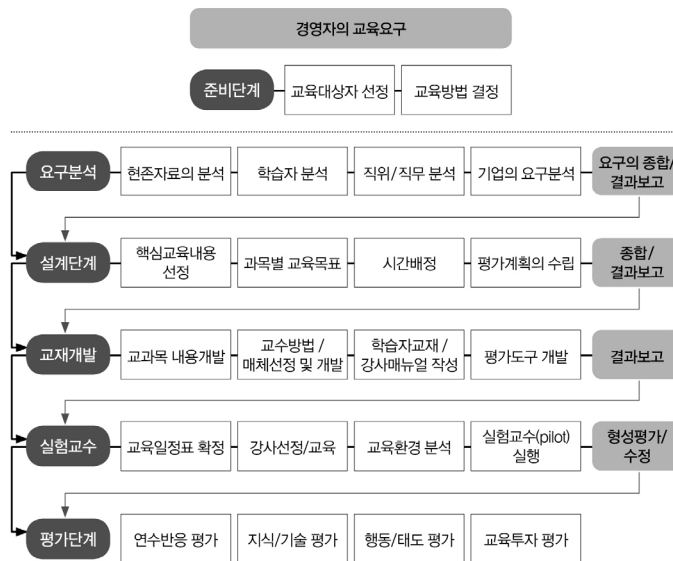 경영자의 교육요구
준비단계
교육대상자 선정
교육방법 결정
요구분석
현존자료의 분석
학습자 분석
직위/직무 분석
기업의 요구분석
요구의 종합/
결과보고
설계단계
핵심교육내용
선정
과목별 교육목표
시간배정
평가계획의 수립
종합/
결과보고
교재개발
교과목 내용개발
교수방법 /
매체선정 및 개발
학습자교재 /
강사매뉴얼 작성
평가도구 개발
결과보고
실험교수
교육일정표 확정
강사선정/교육
교육환경 분석
실험교수(pilot)
실행
형성평가/
수정
평가단계
연수반응 평가
지식/기술 평가
행동/태도 평가
교육투자 평가